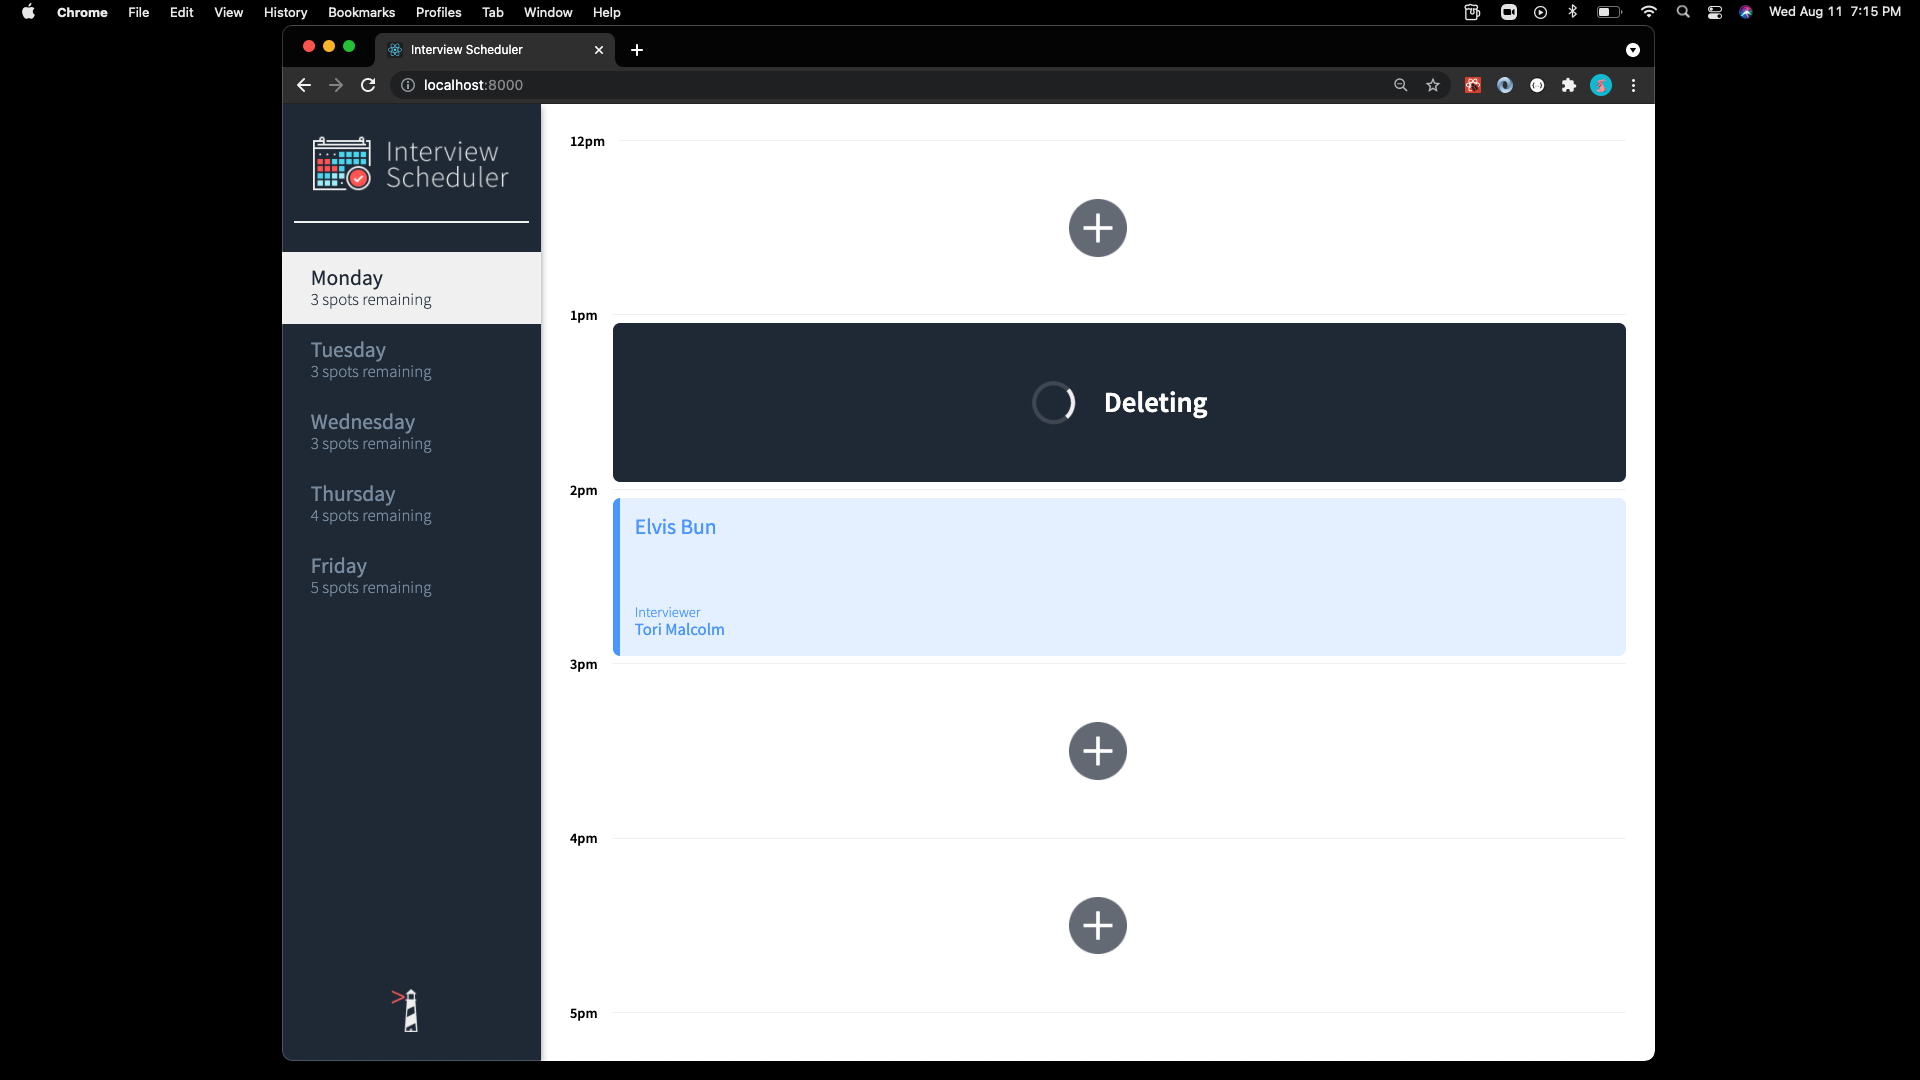 Chrome File Edit View History Bookmarks Profiles Tab Window Help Wed Aug 11 7:15 PM
Interview Scheduler
localhost:8000
Interview
Scheduler
Monday
3 spots remaining
Tuesday
3 spots remaining
Wednesday
3 spots remaining
Thursday
4 spots remaining
Friday
5 spots remaining
12pm
1pm
Deleting
2pm
Elvis Bun
Interviewer
Tori Malcolm
3pm
4pm
5pm